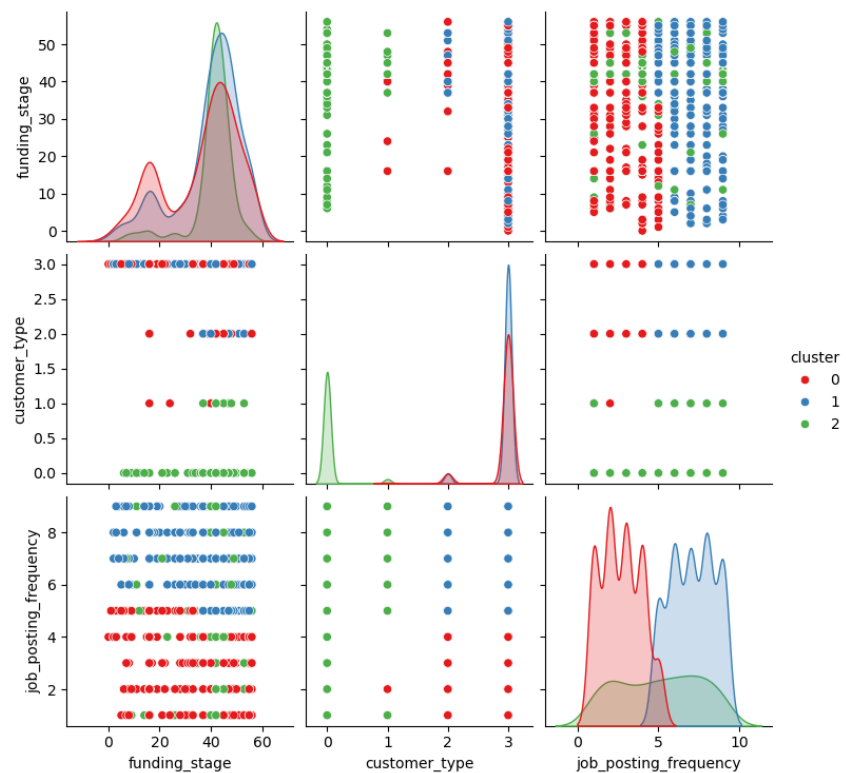 funding_stage
50
40
30
20
10
0
customer_type
3.0
2.5
2.0
1.5
1.0
0.5
0.0
cluster
0
1
2
job_posting_frequency
8
6
4
2
0 20 40 60
funding_stage
0 1 2 3
customer_type
0 5 10
job_posting_frequency